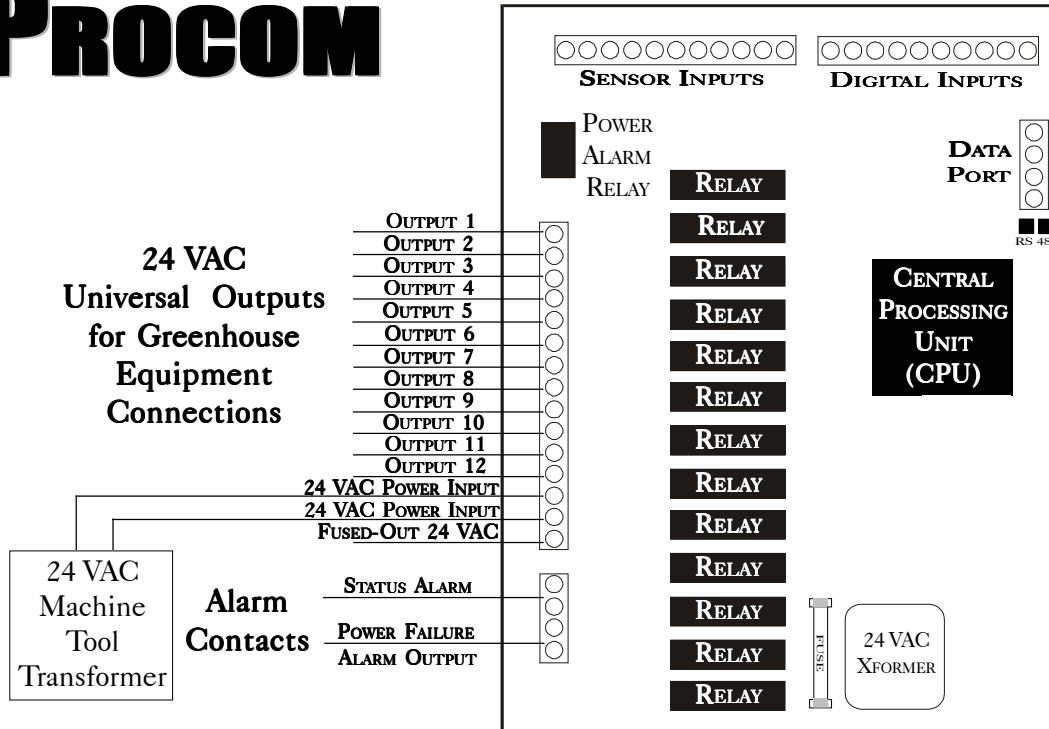 PROCOM
SENSOR INPUTS
DIGITAL INPUTS
POWER
ALARM
RELAY
DATA
PORT
RS 48
RELAY
RELAY
RELAY
RELAY
RELAY
RELAY
RELAY
RELAY
RELAY
RELAY
RELAY
RELAY
RELAY
CENTRAL
PROCESSING
UNIT
(CPU)
24 VAC
Universal Outputs
for Greenhouse
Equipment
Connections
OUTPUT 1
OUTPUT 2
OUTPUT 3
OUTPUT 4
OUTPUT 5
OUTPUT 6
OUTPUT 7
OUTPUT 8
OUTPUT 9
OUTPUT 10
OUTPUT 11
OUTPUT 12
24 VAC POWER INPUT
24 VAC POWER INPUT
FUSED-OUT 24 VAC
24 VAC
Machine
Tool
Transformer
Alarm
Contacts
STATUS ALARM
POWER FAILURE
ALARM OUTPUT
FUSE
24 VAC
XFORMER